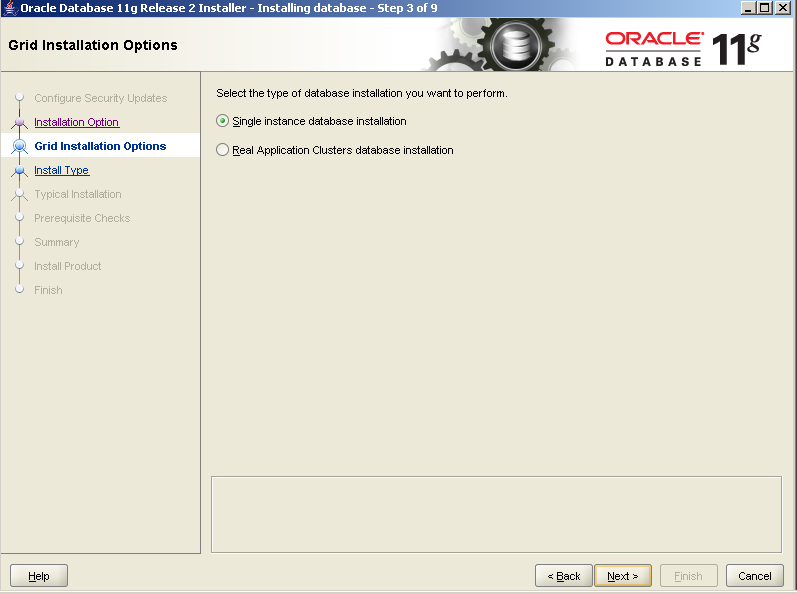 Oracle Database 11g Release 2 Installer - Installing database - Step 3 of 9
Grid Installation Options
ORACLE
DATABASE
11g
Configure Security Updates
Installation Option
Grid Installation Options
Install Type
Typical Installation
Prerequisite Checks
Summary
Install Product
Finish
Select the type of database installation you want to perform.
Single instance database installation
Real Application Clusters database installation
Help
< Back
Next >
Finish
Cancel